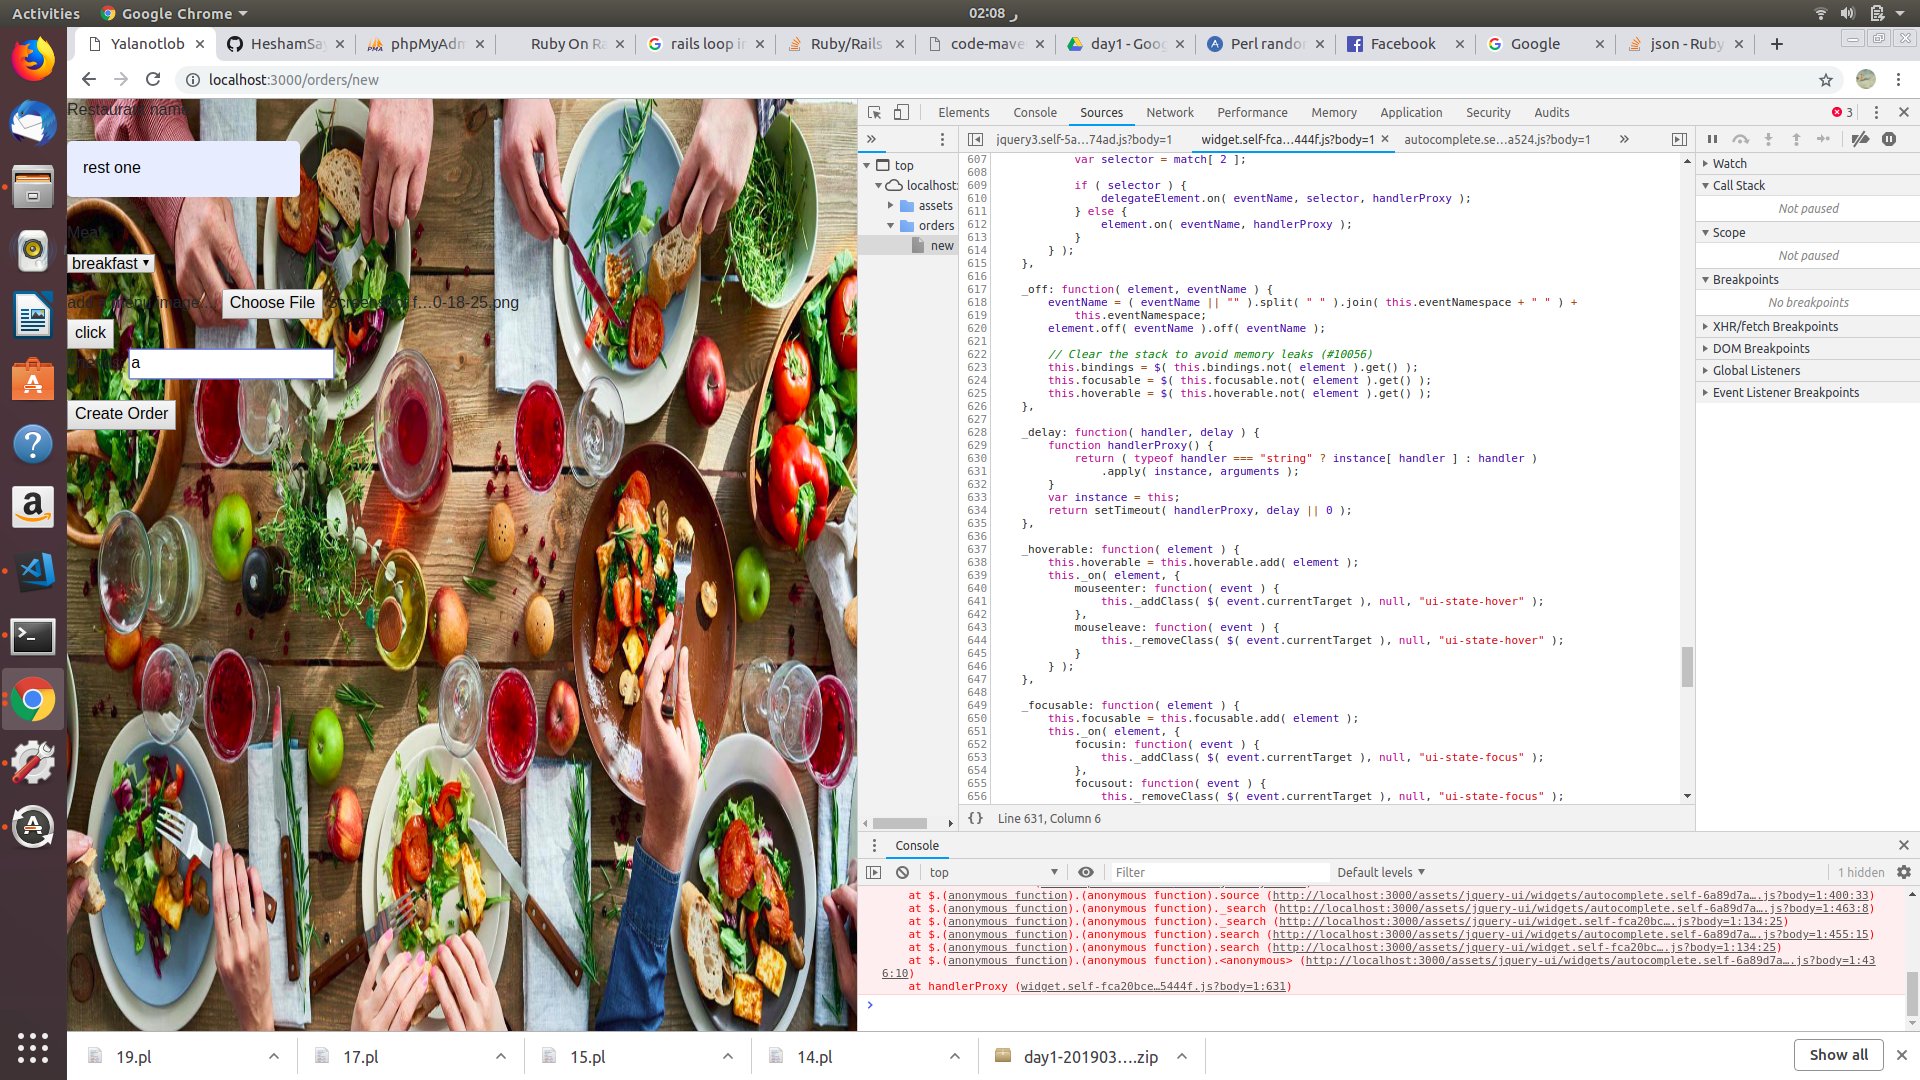 Activities
Google Chrome
02:08 ر
Yalanotlob
HeshamSay
phpMyAdm
Ruby On Ra
rails loop in
Ruby/Rails
code-mave
day1 - Goog
Perl randor
Facebook
Google
json - Ruby
localhost:3000/orders/new
Restaurant name
rest one
Meal
breakfast
Choose File
click
a
Create Order
Elements
Console
Sources
Network
Performance
Memory
Application
Security
Audits
3
jquery3.self-5a…74ad.js?body=1
widget.self-fca…444f.js?body=1
autocomplete.se…a524.js?body=1
top
localhost:
assets
orders
new
607 var selector = match[ 2 ];
608
609 if ( selector ) {
610 delegateElement.on( eventName, selector, handlerProxy );
611 } else {
612 element.on( eventName, handlerProxy );
613 }
614 } );
615 },
616
617 _off: function( element, eventName ) {
618 eventName = ( eventName || "" ).split( " " ).join( this.eventNamespace + " " ) +
619 this.eventNamespace;
620 element.off( eventName ).off( eventName );
621
622 // Clear the stack to avoid memory leaks (#10056)
623 this.bindings = $( this.bindings.not( element ).get() );
624 this.focusable = $( this.focusable.not( element ).get() );
625 this.hoverable = $( this.hoverable.not( element ).get() );
626 },
627
628 _delay: function( handler, delay ) {
629 function handlerProxy() {
630 return ( typeof handler === "string" ? instance[ handler ] : handler )
631 .apply( instance, arguments );
632 }
633 var instance = this;
634 return setTimeout( handlerProxy, delay || 0 );
635 },
636
637 _hoverable: function( element ) {
638 this.hoverable = this.hoverable.add( element );
639 this._on( element, {
640 mouseenter: function( event ) {
641 this._addClass( $( event.currentTarget ), null, "ui-state-hover" );
642 },
643 mouseleave: function( event ) {
644 this._removeClass( $( event.currentTarget ), null, "ui-state-hover" );
645 }
646 } );
647 },
648
649 _focusable: function( element ) {
650 this.focusable = this.focusable.add( element );
651 this._on( element, {
652 focusin: function( event ) {
653 this._addClass( $( event.currentTarget ), null, "ui-state-focus" );
654 },
655 focusout: function( event ) {
656 this._removeClass( $( event.currentTarget ), null, "ui-state-focus" );
{} Line 631, Column 6
Watch
Call Stack
Not paused
Scope
Not paused
Breakpoints
No breakpoints
XHR/fetch Breakpoints
DOM Breakpoints
Global Listeners
Event Listener Breakpoints
Console
top
Filter
Default levels
1 hidden
at $.(anonymous function).(anonymous function).source (http://localhost:3000/assets/jquery-ui/widgets/autocomplete.self-6a89d7a….js?body=1:400:33)
at $.(anonymous function).(anonymous function)._search (http://localhost:3000/assets/jquery-ui/widgets/autocomplete.self-6a89d7a….js?body=1:463:8)
at $.(anonymous function).(anonymous function)._search (http://localhost:3000/assets/jquery-ui/widget.self-fca20bc….js?body=1:134:25)
at $.(anonymous function).(anonymous function).search (http://localhost:3000/assets/jquery-ui/widgets/autocomplete.self-6a89d7a….js?body=1:455:15)
at $.(anonymous function).(anonymous function).search (http://localhost:3000/assets/jquery-ui/widget.self-fca20bc….js?body=1:134:25)
at $.(anonymous function).(anonymous function).<anonymous> (http://localhost:3000/assets/jquery-ui/widgets/autocomplete.self-6a89d7a….js?body=1:43
6:10)
at handlerProxy (widget.self-fca20bce…5444f.js?body=1:631)
19.pl
17.pl
15.pl
14.pl
day1-201903….zip
Show all